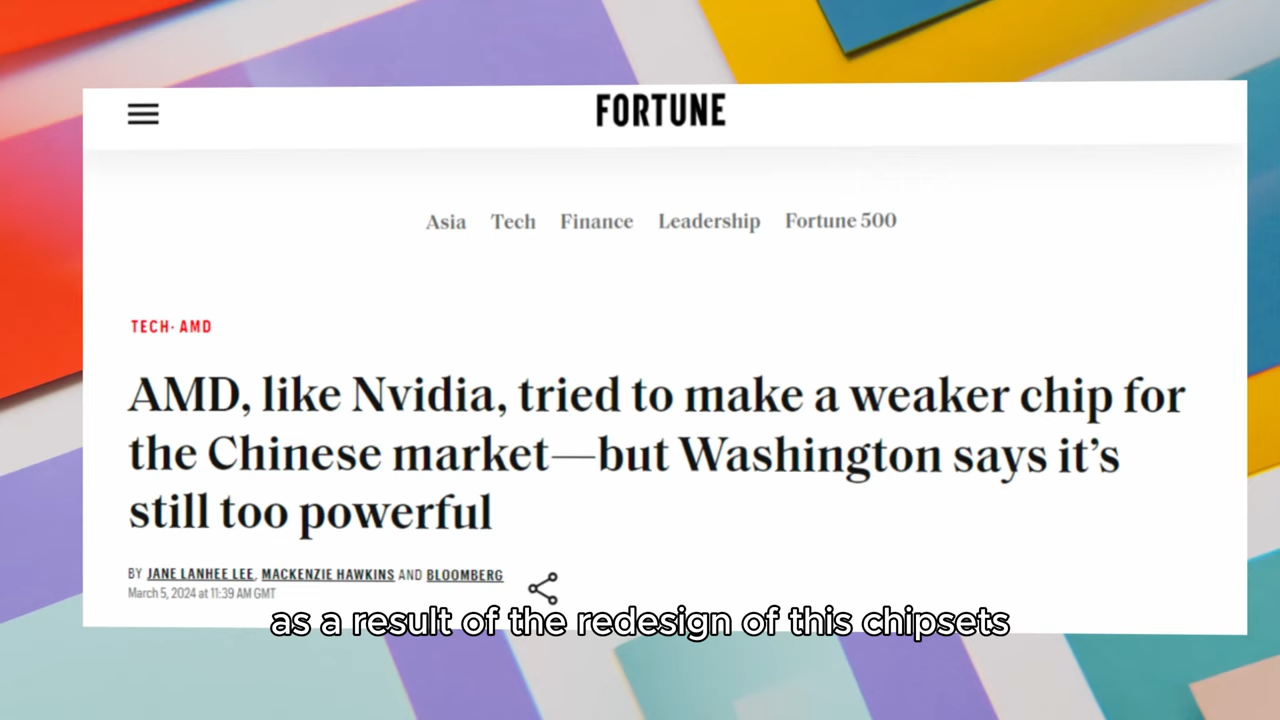 FORTUNE
Asia Tech Finance Leadership Fortune 500
TECH· AMD
AMD, like Nvidia, tried to make a weaker chip for
the Chinese market—but Washington says it’s
still too powerful
BY JANE LANHEE LEE, MACKENZIE HAWKINS AND BLOOMBERG
March 5, 2024 at 11:39 AM GMT
as a result of the redesign of this chipsets